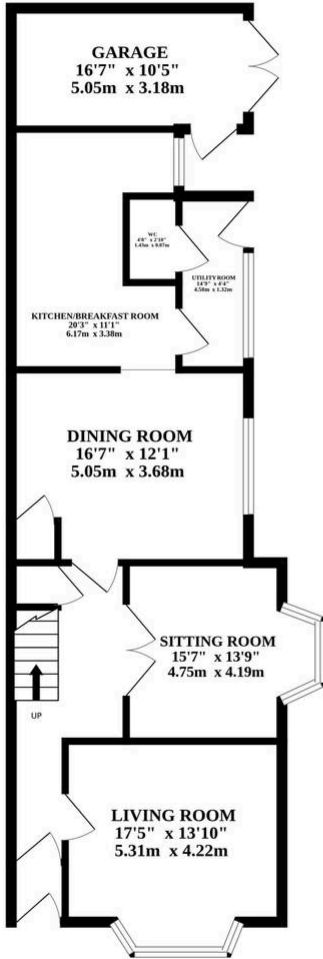 GARAGE
16'7" x 10'5"
5.05m x 3.18m
WC
4'8" x 2'10"
1.43m x 0.87m
UTILITY ROOM
14'9" x 4'4"
4.50m x 1.32m
KITCHEN/BREAKFAST ROOM
20'3" x 11'1"
6.17m x 3.38m
DINING ROOM
16'7" x 12'1"
5.05m x 3.68m
SITTING ROOM
15'7" x 13'9"
4.75m x 4.19m
UP
LIVING ROOM
17'5" x 13'10"
5.31m x 4.22m